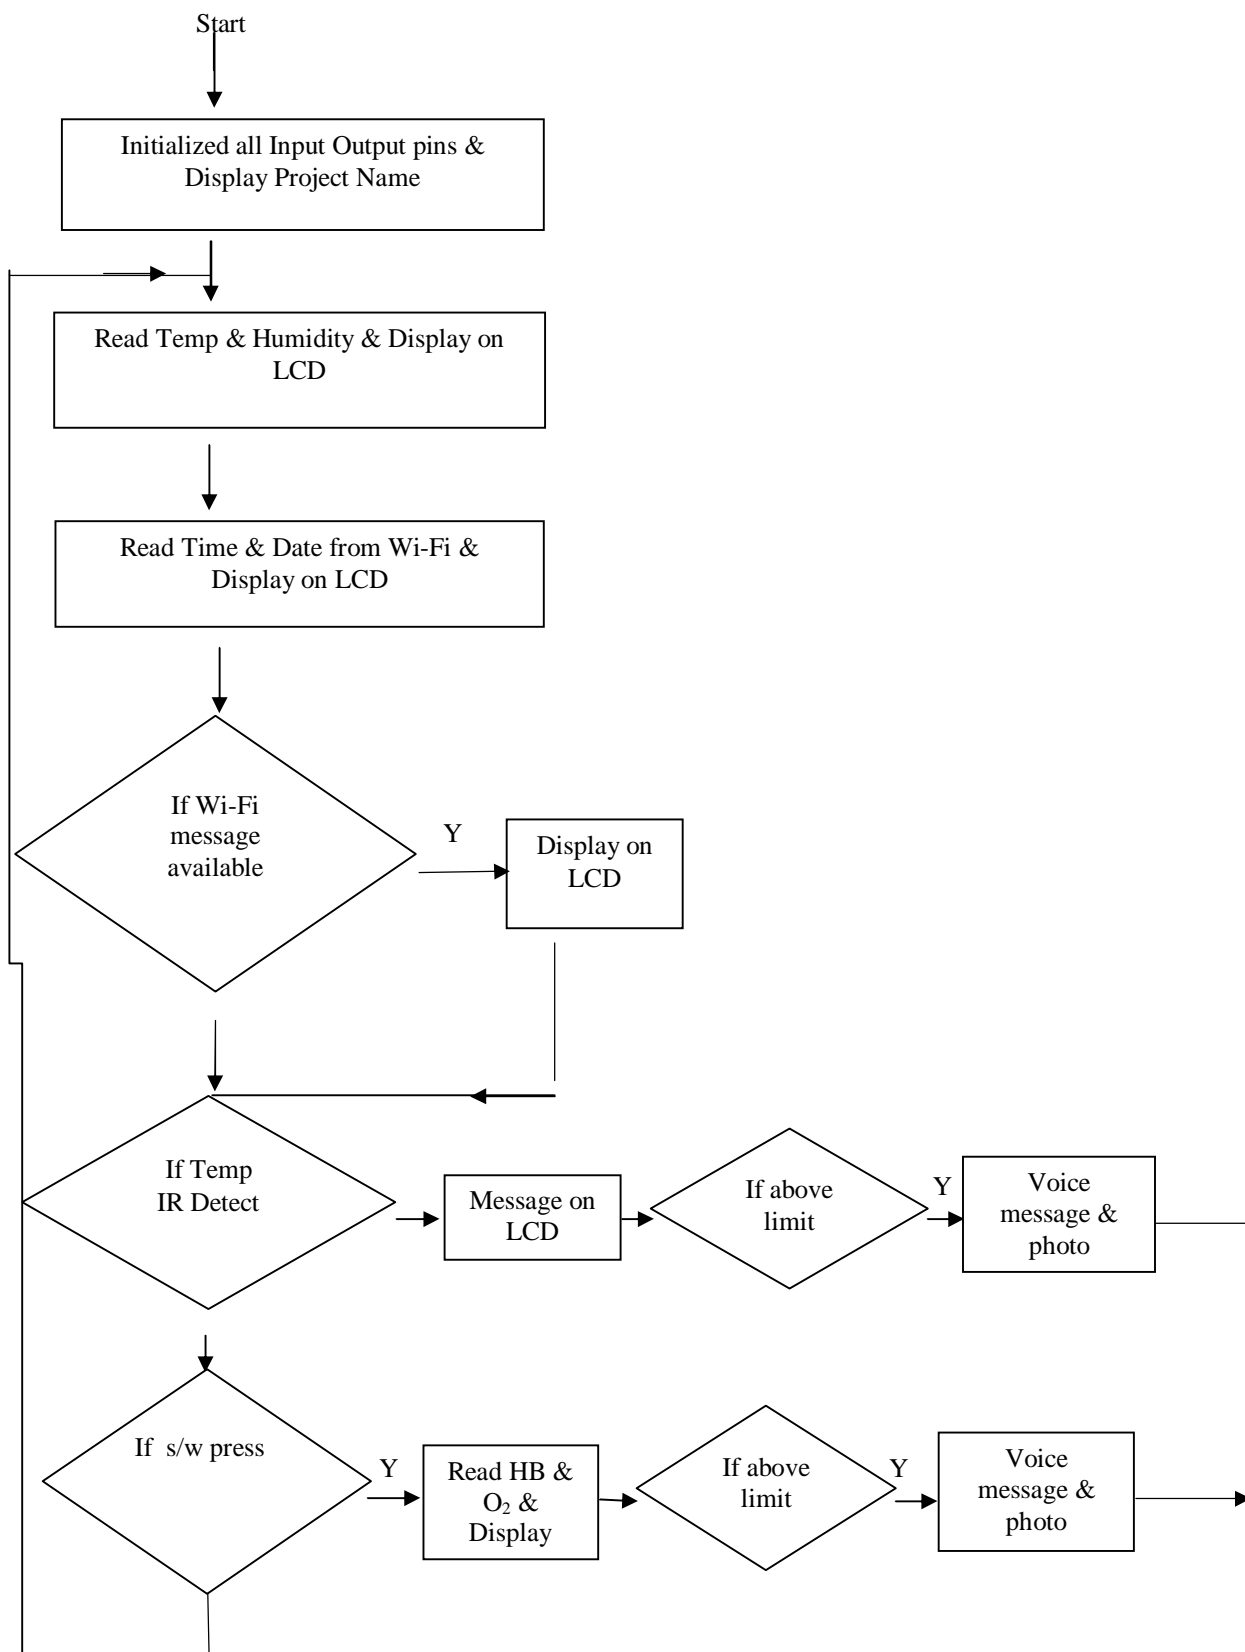 Start
Initialized all Input Output pins &
Display Project Name
Read Temp & Humidity & Display on
LCD
Read Time & Date from Wi-Fi &
Display on LCD
If Wi-Fi
message
available
Y
Display on
LCD
If Temp
IR Detect
Message on
LCD
If above
limit
Y
Voice
message &
photo
If s/w press
Y
Read HB &
O₂ &
Display
If above
limit
Y
Voice
message &
photo